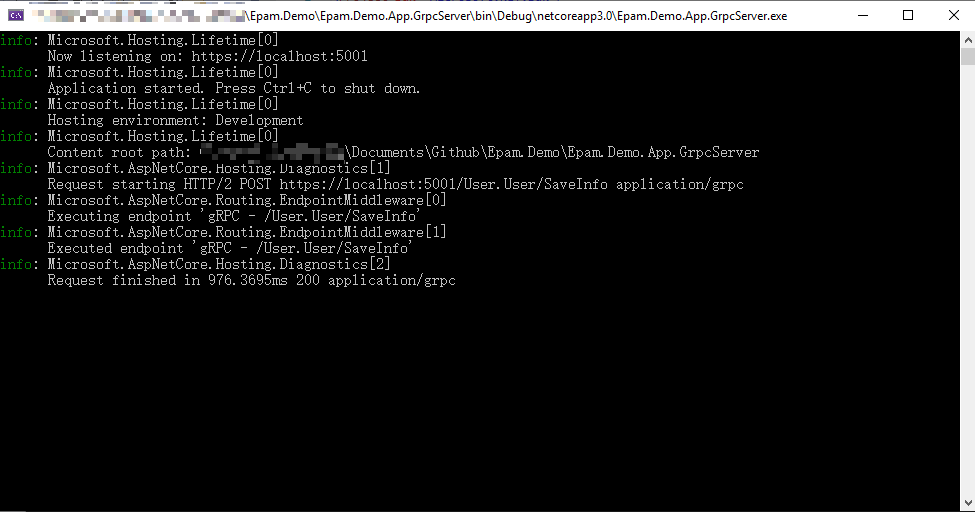 \Epam.Demo\Epam.Demo.App.GrpcServer\bin\Debug\netcoreapp3.0\Epam.Demo.App.GrpcServer.exe
info: Microsoft.Hosting.Lifetime[0]
Now listening on: https://localhost:5001
info: Microsoft.Hosting.Lifetime[0]
Application started. Press Ctrl+C to shut down.
info: Microsoft.Hosting.Lifetime[0]
Hosting environment: Development
info: Microsoft.Hosting.Lifetime[0]
Content root path: \Documents\Github\Epam.Demo\Epam.Demo.App.GrpcServer
info: Microsoft.AspNetCore.Hosting.Diagnostics[1]
Request starting HTTP/2 POST https://localhost:5001/User.User/SaveInfo application/grpc
info: Microsoft.AspNetCore.Routing.EndpointMiddleware[0]
Executing endpoint 'gRPC - /User.User/SaveInfo'
info: Microsoft.AspNetCore.Routing.EndpointMiddleware[1]
Executed endpoint 'gRPC - /User.User/SaveInfo'
info: Microsoft.AspNetCore.Hosting.Diagnostics[2]
Request finished in 976.3695ms 200 application/grpc